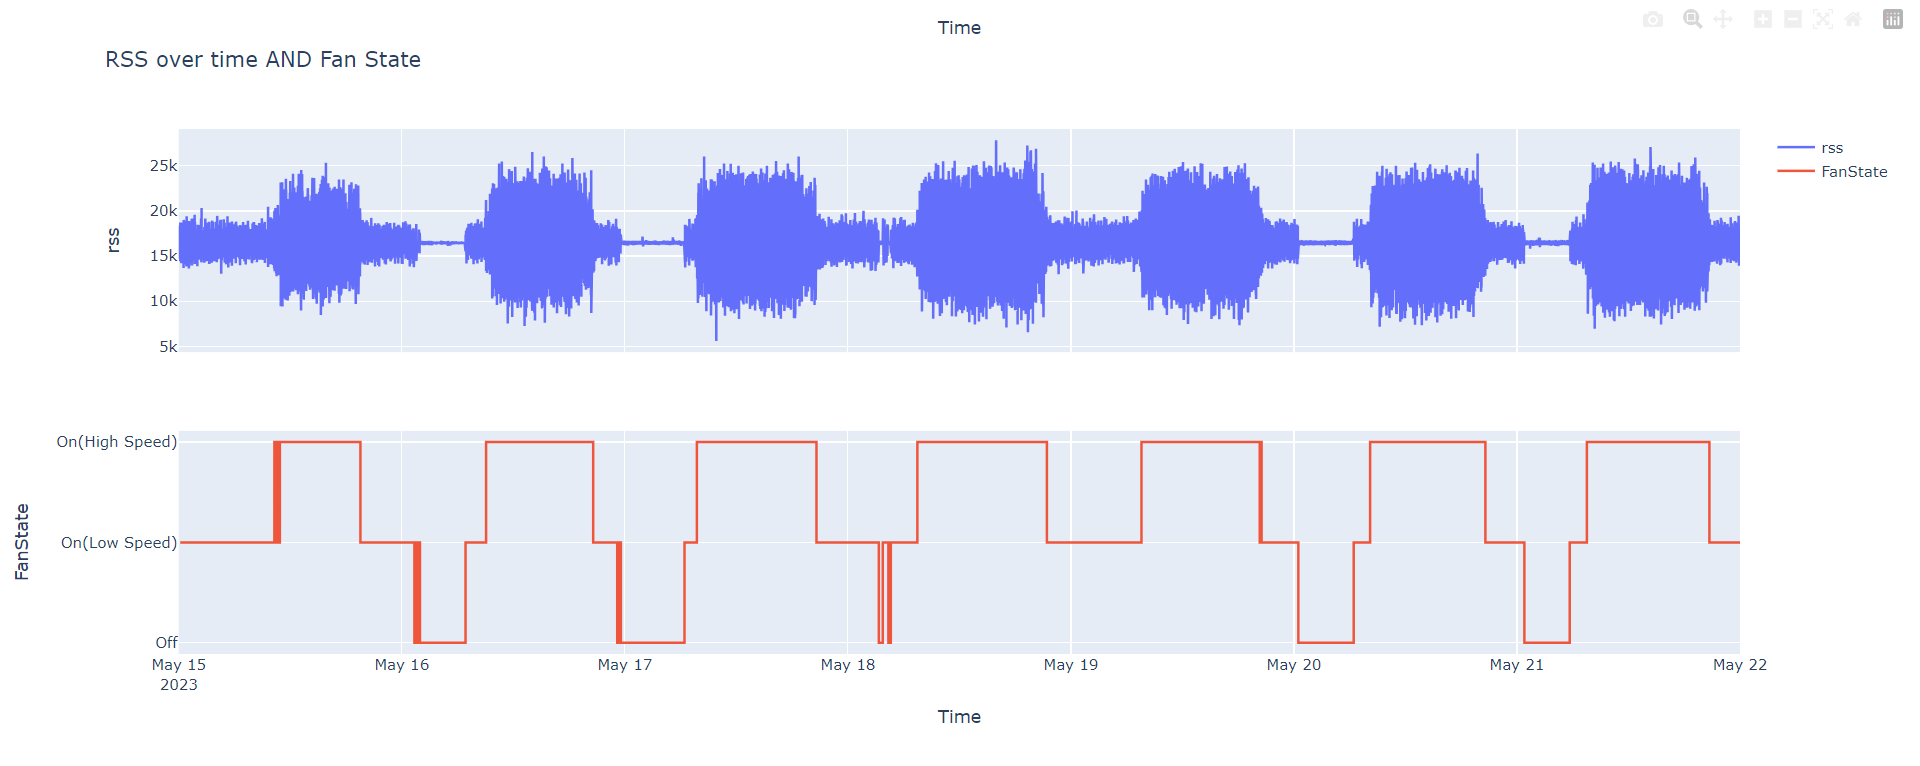 Time
RSS over time AND Fan State
25k
20k
15k
10k
5k
rss
rss
FanState
On(High Speed)
On(Low Speed)
Off
FanState
May 15
2023
May 16
May 17
May 18
May 19
May 20
May 21
May 22
Time